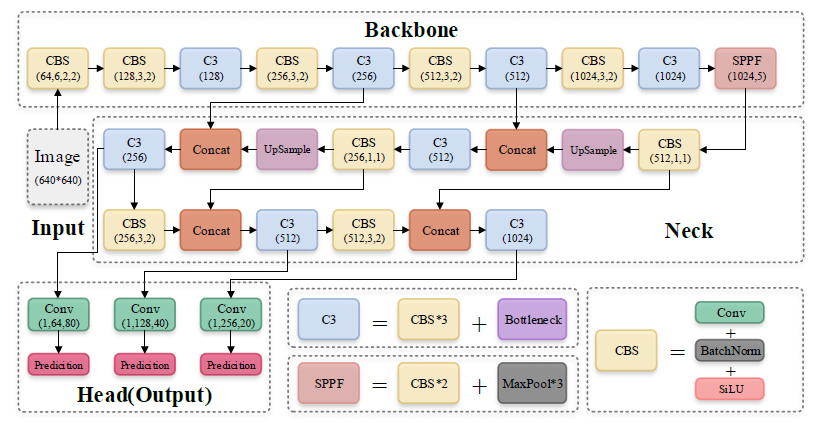 Backbone
CBS
(64,6,2,2)
CBS
(128,3,2)
C3
(128)
CBS
(256,3,2)
C3
(256)
CBS
(512,3,2)
C3
(512)
CBS
(1024,3,2)
C3
(1024)
SPPF
(1024,5)
Image
(640*640)
Input
C3
(256)
Concat
UpSample
CBS
(256,1,1)
C3
(512)
Concat
UpSample
CBS
(512,1,1)
CBS
(256,3,2)
Concat
C3
(512)
CBS
(512,3,2)
Concat
C3
(1024)
Neck
Conv
(1,64,80)
Conv
(1,128,40)
Conv
(1,256,20)
Predicition
Predicition
Predicition
Head(Output)
C3 = CBS*3 + Bottleneck
SPPF = CBS*2 + MaxPool*3
CBS =
Conv
+
BatchNorm
+
SiLU